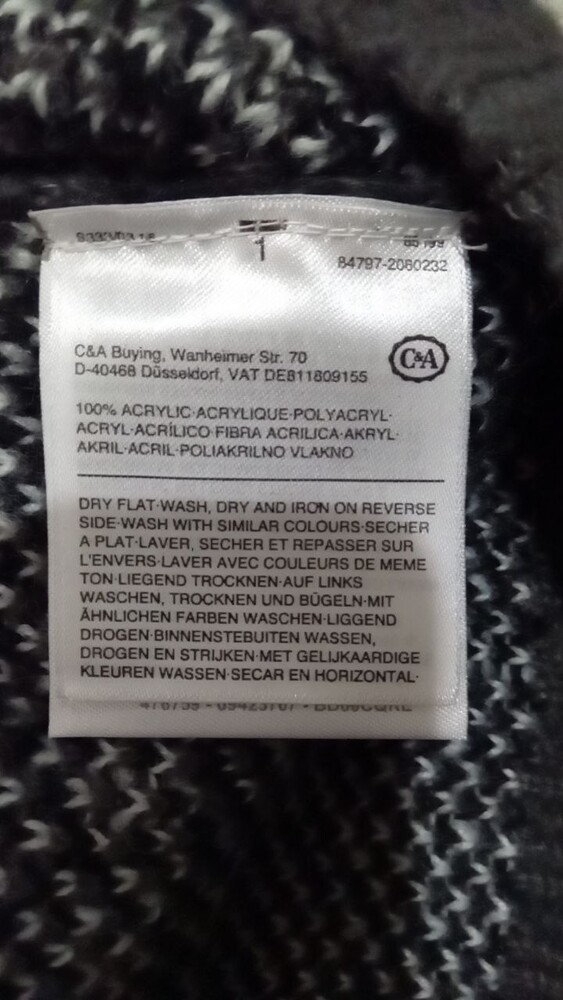 1
84797-2080232
C&A Buying, Wanheimer Str. 70
D-40468 Düsseldorf, VAT DE811809155
C&A
100% ACRYLIC·ACRYLIQUE·POLYACRYL·
ACRYL·ACRÍLICO·FIBRA ACRILICA·AKRYL·
AKRIL·ACRIL·POLIAKRILNO VLAKNO
DRY FLAT·WASH, DRY AND IRON ON REVERSE
SIDE·WASH WITH SIMILAR COLOURS·SECHER
A PLAT·LAVER, SECHER ET REPASSER SUR
L'ENVERS·LAVER AVEC COULEURS DE MEME
TON·LIEGEND TROCKNEN·AUF LINKS
WASCHEN, TROCKNEN UND BÜGELN·MIT
ÄHNLICHEN FARBEN WASCHEN·LIGGEND
DROGEN·BINNENSTEBUITEN WASSEN,
DROGEN EN STRIJKEN·MET GELIJKAARDIGE
KLEUREN WASSEN·SECAR EN HORIZONTAL·